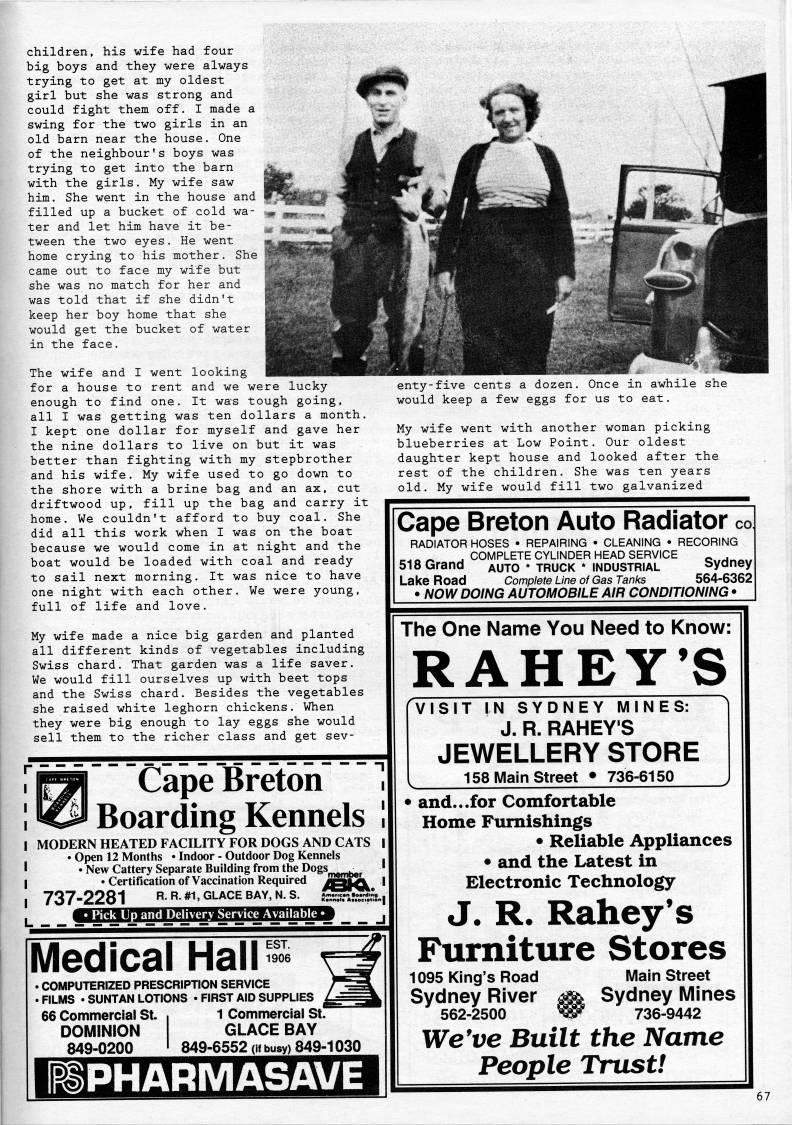 children, his wife had four
big boys and they were always
trying to get at my oldest
girl but she was strong and
could fight them off. I made a
swing for the two girls in an
old barn near the house. One
of the neighbour's boys was
trying to get into the barn
with the girls. My wife saw
him. She went in the house and
filled up a bucket of cold wa-
ter and let him have it be-
tween the two eyes. He went
home crying to his mother. She
came out to face my wife but
she was no match for her and
was told that if she didn't
keep her boy home that she
would get the bucket of water
in the face.
The wife and I went looking
for a house to rent and we were lucky
enough to find one. It was tough going,
all I was getting was ten dollars a month.
I kept one dollar for myself and gave her
the nine dollars to live on but it was
better than fighting with my stepbrother
and his wife. My wife used to go down to
the shore with a brine bag and an ax, cut
driftwood up, fill up the bag and carry it
home. We couldn't afford to buy coal. She
did all this work when I was on the boat
because we would come in at night and the
boat would be loaded with coal and ready
to sail next morning. It was nice to have
one night with each other. We were young,
full of life and love.
My wife made a nice big garden and planted
all different kinds of vegetables including
Swiss chard. That garden was a life saver.
We would fill ourselves up with beet tops
and the Swiss chard. Besides the vegetables
she raised white leghorn chickens. When
they were big enough to lay eggs she would
sell them to the richer class and get sev-
enty-five cents a dozen. Once in awhile she
would keep a few eggs for us to eat.
My wife went with another woman picking
blueberries at Low Point. Our oldest
daughter kept house and looked after the
rest of the children. She was ten years
old. My wife would fill two galvanized
CAPE BRETON
Cape Breton
Boarding Kennels
MODERN HEATED FACILITY FOR DOGS AND CATS
• Open 12 Months • Indoor - Outdoor Dog Kennels
• New Cattery Separate Building from the Dogs
• Certification of Vaccination Required
737-2281 R. R. #1, GLACE BAY, N. S.
member
ABKA.
American Boarding
Kennels Association
• Pick Up and Delivery Service Available •
Medical Hall EST.
1906
• COMPUTERIZED PRESCRIPTION SERVICE
• FILMS • SUNTAN LOTIONS • FIRST AID SUPPLIES
66 Commercial St.
DOMINION
849-0200
1 Commercial St.
GLACE BAY
849-6552 (if busy) 849-1030
PS PHARMASAVE
Cape Breton Auto Radiator CO.
RADIATOR HOSES • REPAIRING • CLEANING • RECORING
COMPLETE CYLINDER HEAD SERVICE
518 Grand
Lake Road
AUTO * TRUCK * INDUSTRIAL
Complete Line of Gas Tanks
Sydney
564-6362
• NOW DOING AUTOMOBILE AIR CONDITIONING •
The One Name You Need to Know:
RAHEY'S
VISIT IN SYDNEY MINES:
J. R. RAHEY'S
JEWELLERY STORE
158 Main Street • 736-6150
• and...for Comfortable
Home Furnishings
• Reliable Appliances
• and the Latest in
Electronic Technology
J. R. Rahey's
Furniture Stores
1095 King's Road
Sydney River
562-2500
Main Street
Sydney Mines
736-9442
We've Built the Name
People Trust!
67